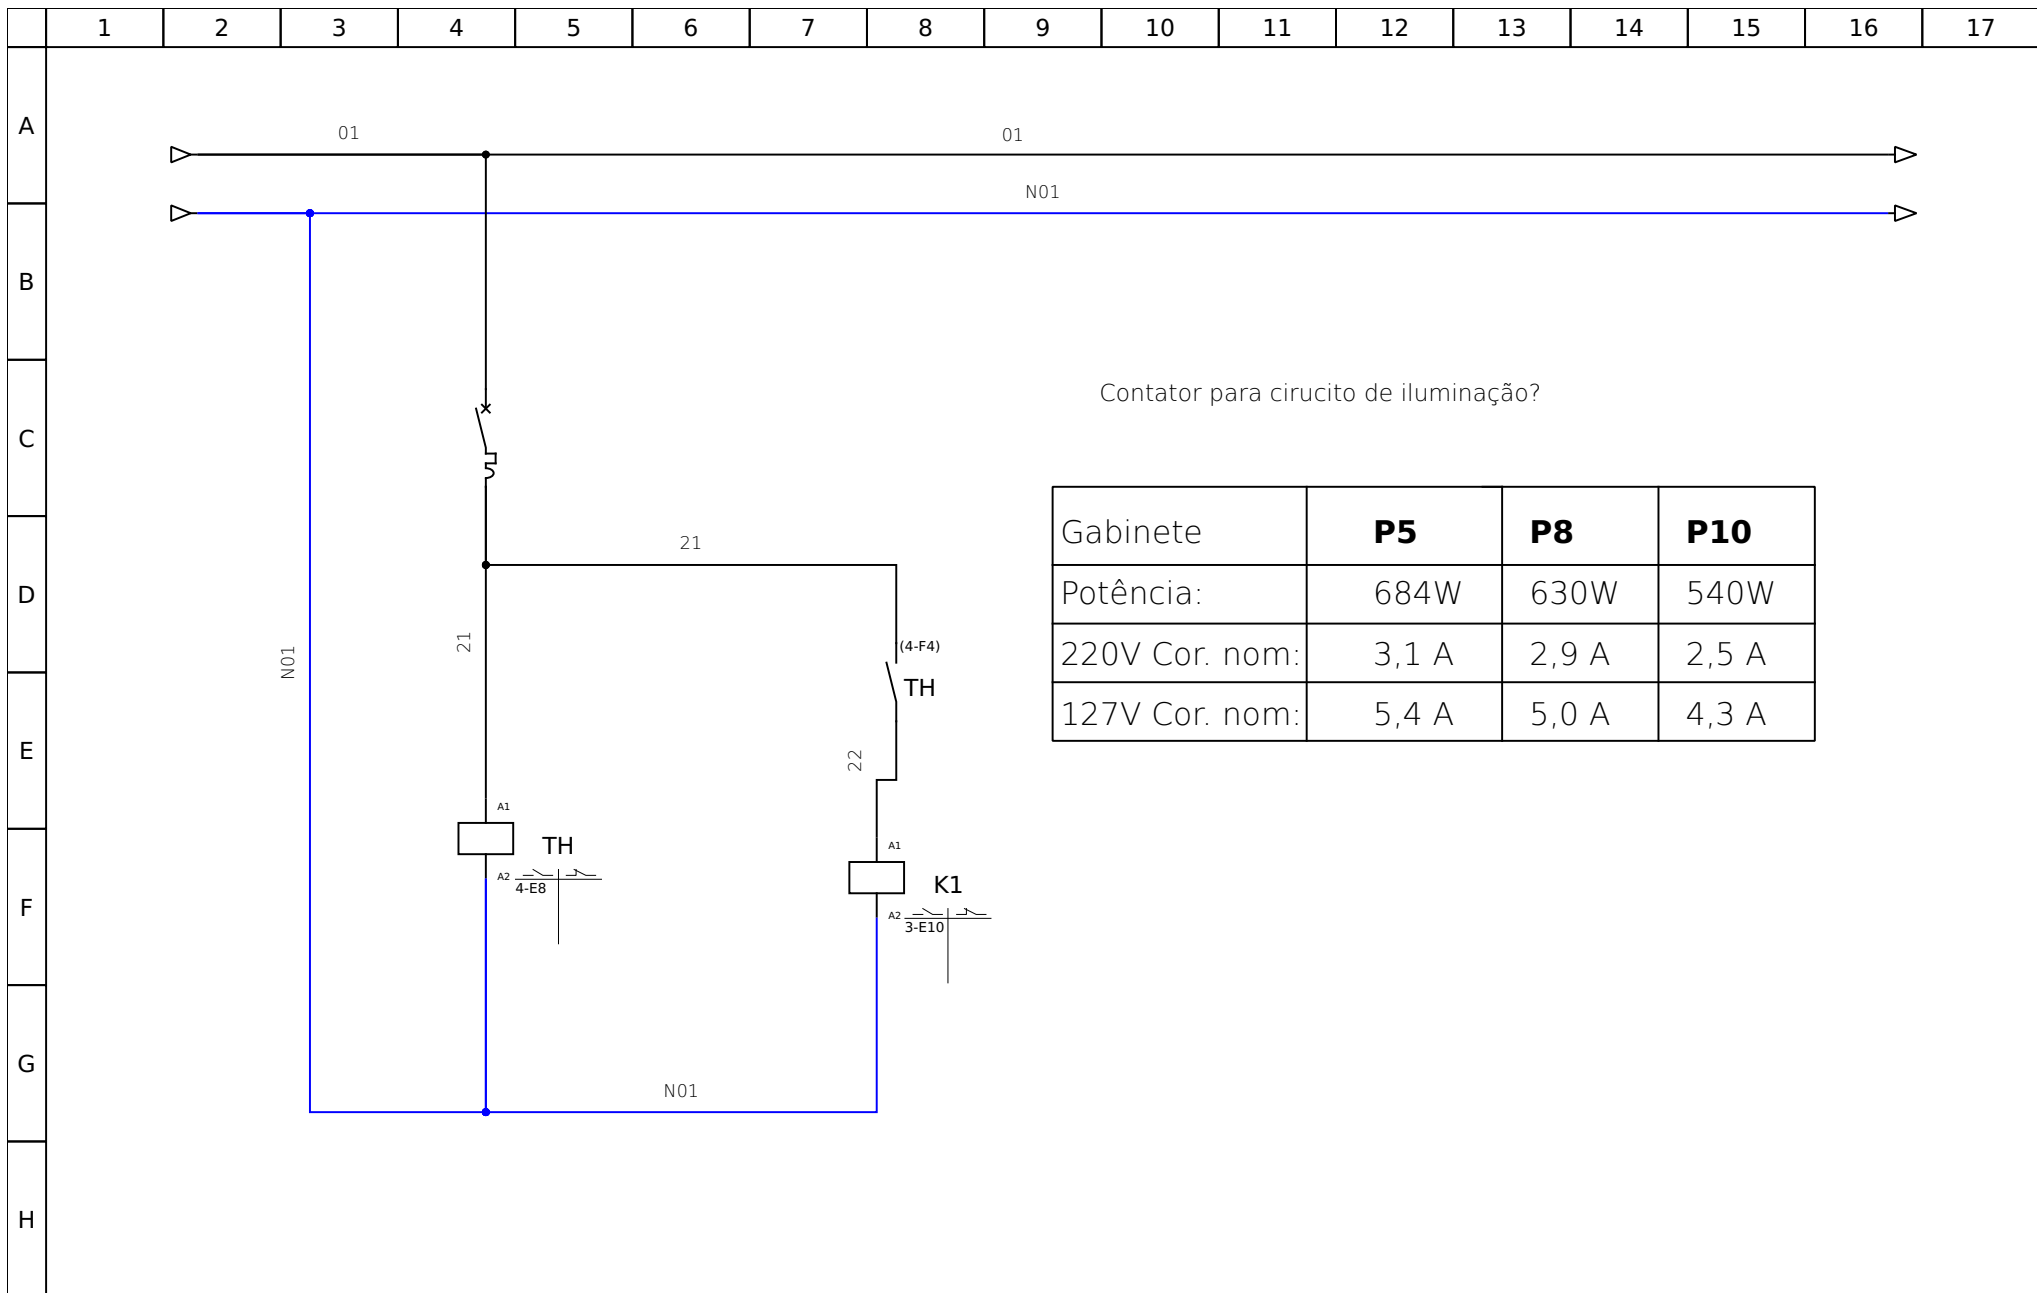 1 2 3 4 5 6 7 8 9 10 11 12 13 14 15 16 17
A
01 01
N01
B
Contator para cirucito de iluminação?
C
Gabinete P5 P8 P10
21
D
Potência: 684W 630W 540W
N01
21
(4-F4)
220V Cor. nom: 3,1 A 2,9 A 2,5 A
TH
127V Cor. nom: 5,4 A 5,0 A 4,3 A
E
22
A1
TH
A1
A2
4-E8
K1
F
A2
3-E10
G
N01
H